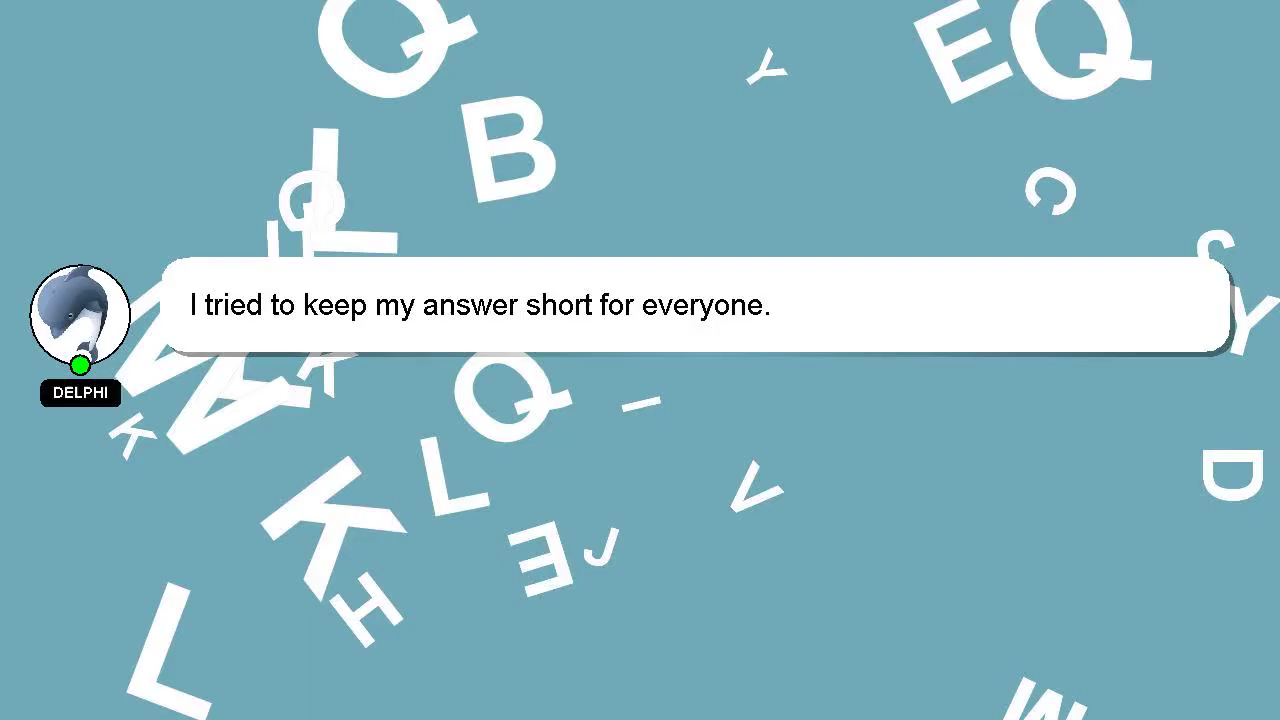 Q
E
Q
Y
B
L
C
Q
J
I tried to keep my answer short for everyone.
Y
DELPHI
K
K
Q
I
L
V
D
K
E
J
H
L
M